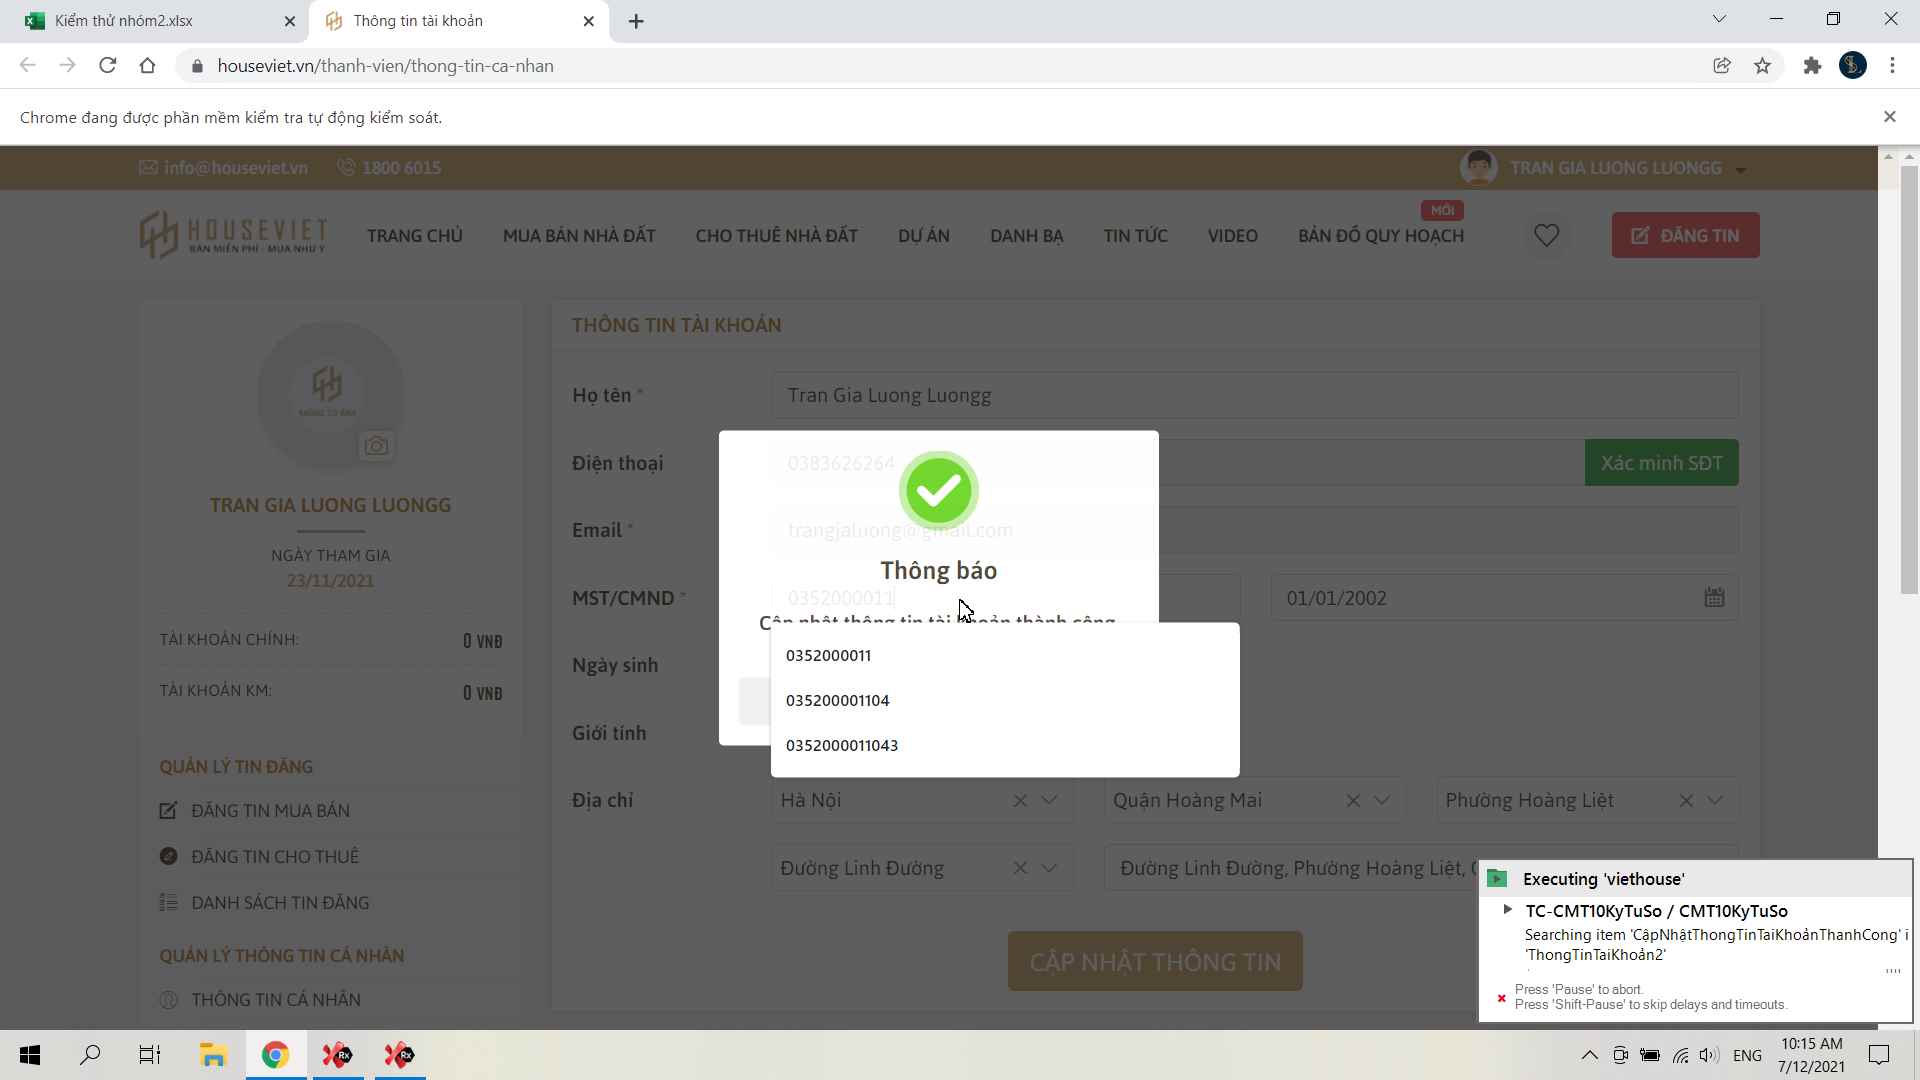 Kiểm thử nhóm2.xlsx
Thông tin tài khoản
houseviet.vn/thanh-vien/thong-tin-ca-nhan
Chrome đang được phần mềm kiểm tra tự động kiểm soát.
info@houseviet.vn
1800 6015
TRAN GIA LUONG LUONGG
HOUSEVIET
BÁN MIỄN PHÍ - MUA NHƯ Ý
TRANG CHỦ
MUA BÁN NHÀ ĐẤT
CHO THUÊ NHÀ ĐẤT
DỰ ÁN
DANH BẠ
TIN TỨC
VIDEO
MỚI
BẢN ĐỒ QUY HOẠCH
ĐĂNG TIN
TRAN GIA LUONG LUONGG
NGÀY THAM GIA
23/11/2021
TÀI KHOẢN CHÍNH: 0 VNĐ
TÀI KHOẢN KM: 0 VNĐ
QUẢN LÝ TIN ĐĂNG
ĐĂNG TIN MUA BÁN
ĐĂNG TIN CHO THUÊ
DANH SÁCH TIN ĐĂNG
QUẢN LÝ THÔNG TIN CÁ NHÂN
THÔNG TIN CÁ NHÂN
THÔNG TIN TÀI KHOẢN
Họ tên * Tran Gia Luong Luongg
Điện thoại 0383626264 Xác minh SĐT
Email * trangjaluong@gmail.com
Thông báo
MST/CMND * 0352000011 01/01/2002
Cập nhật thông tin tài khoản thành công
0352000011
Ngày sinh
035200001104
Giới tính
0352000011043
Địa chỉ Hà Nội Quận Hoàng Mai Phường Hoàng Liệt
Đường Linh Đường Đường Linh Đường, Phường Hoàng Liệt,
CẬP NHẬT THÔNG TIN
Executing 'viethouse'
TC-CMT10KyTuSo / CMT10KyTuSo
Searching item 'CậpNhậtThongTinTaiKhoảnThanhCong' i
'ThongTinTaiKhoản2'
Press 'Pause' to abort.
Press 'Shift-Pause' to skip delays and timeouts.
Rx
Rx
ENG
10:15 AM
7/12/2021